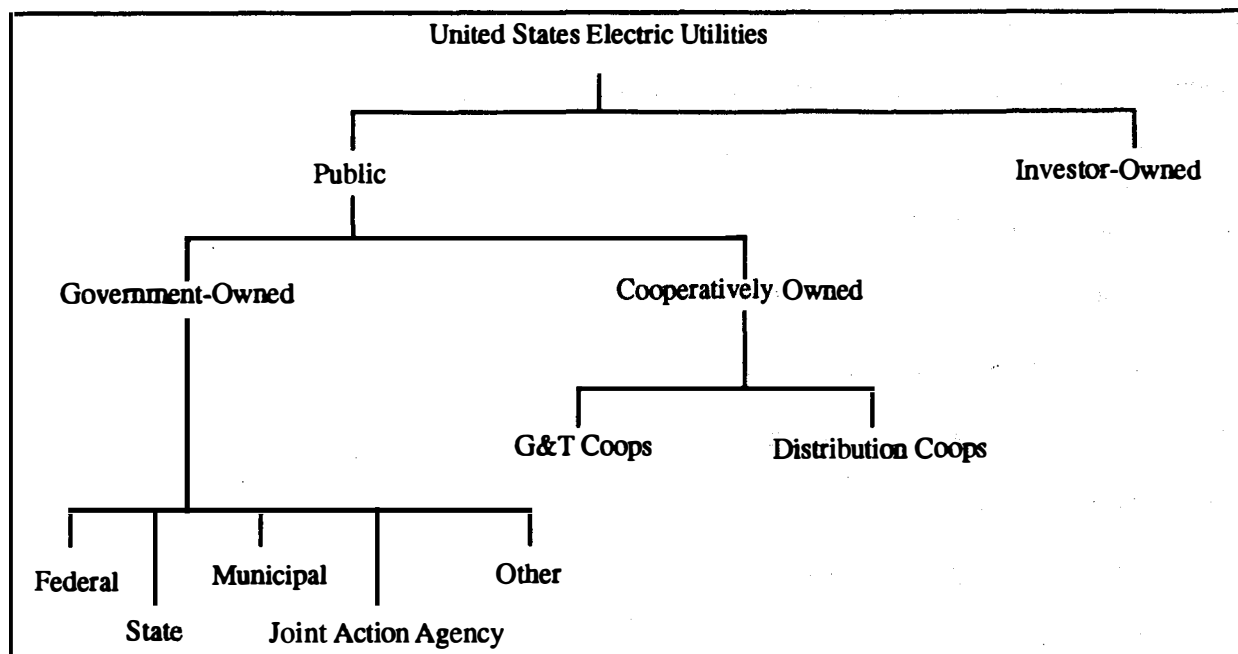 United States Electric Utilities
Public
Investor-Owned
Government-Owned
Cooperatively Owned
G&T Coops
Distribution Coops
Federal
Municipal
Other
State
Joint Action Agency